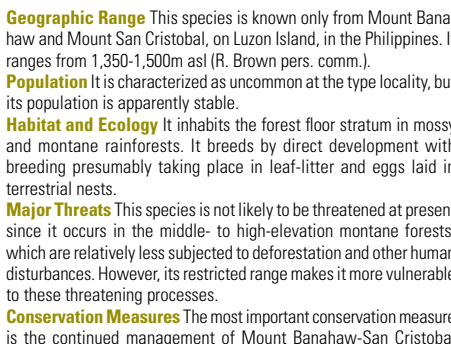 Geographic Range This species is known only from Mount Bana
haw and Mount San Cristobal, on Luzon Island, in the Philippines. I
ranges from 1,350-1,500m asl (R. Brown pers. comm.).
Population It is characterized as uncommon at the type locality, bu
its population is apparently stable.
Habitat and Ecology It inhabits the forest floor stratum in mossy
and montane rainforests. It breeds by direct development with
breeding presumably taking place in leaf-litter and eggs laid in
terrestrial nests.
Major Threats This species is not likely to be threatened at presen
since it occurs in the middle- to high-elevation montane forests
which are relatively less subjected to deforestation and other human
disturbances. However, its restricted range makes it more vulnerable
to these threatening processes.
Conservation Measures The most important conservation measure
is the continued management of Mount Banahaw-San Cristoba